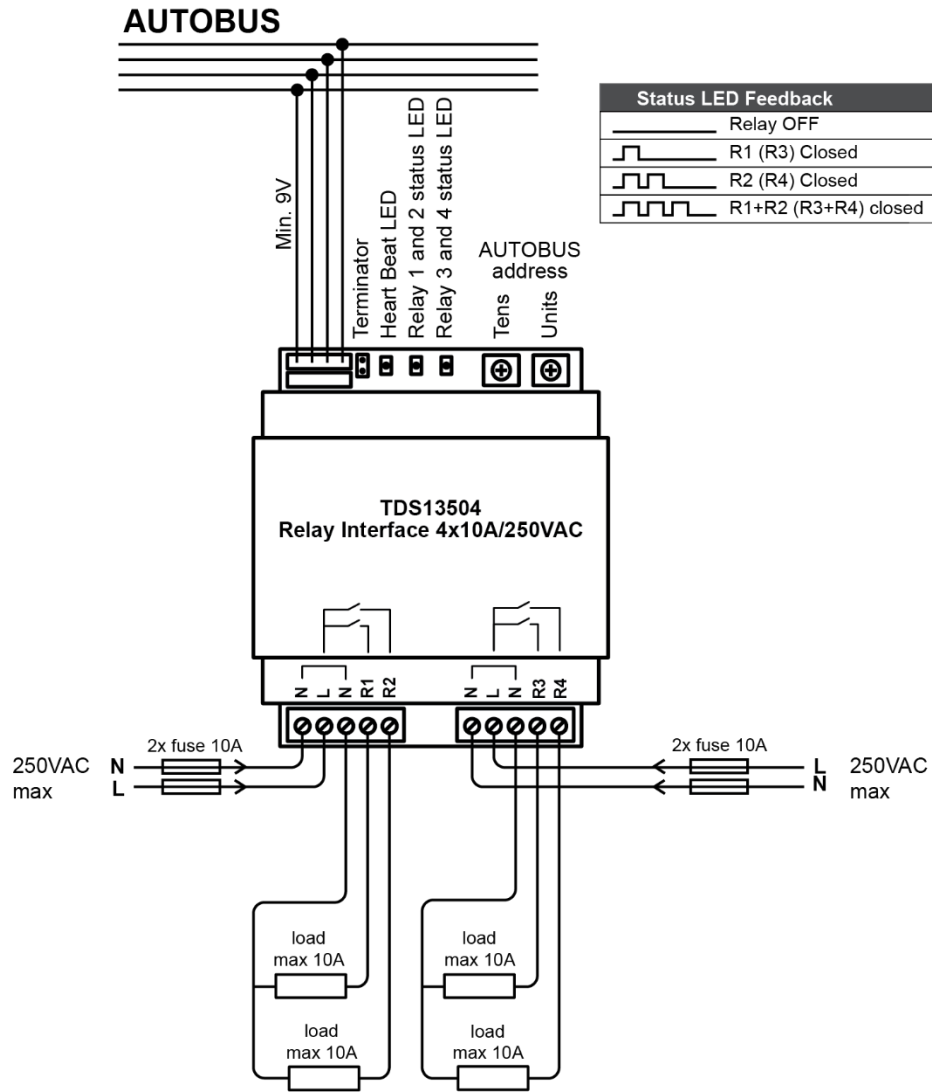 AUTOBUS
Status LED Feedback
Relay OFF
R1 (R3) Closed
R2 (R4) Closed
R1+R2 (R3+R4) closed
Min. 9V
Terminator
Heart Beat LED
Relay 1 and 2 status LED
Relay 3 and 4 status LED
AUTOBUS
address
Tens
Units
TDS13504
Relay Interface 4x10A/250VAC
N
L
N
R1
R2
N
L
N
R3
R4
250VAC
max
N
L
2x fuse 10A
2x fuse 10A
L
N
250VAC
max
load
max 10A
load
max 10A
load
max 10A
load
max 10A